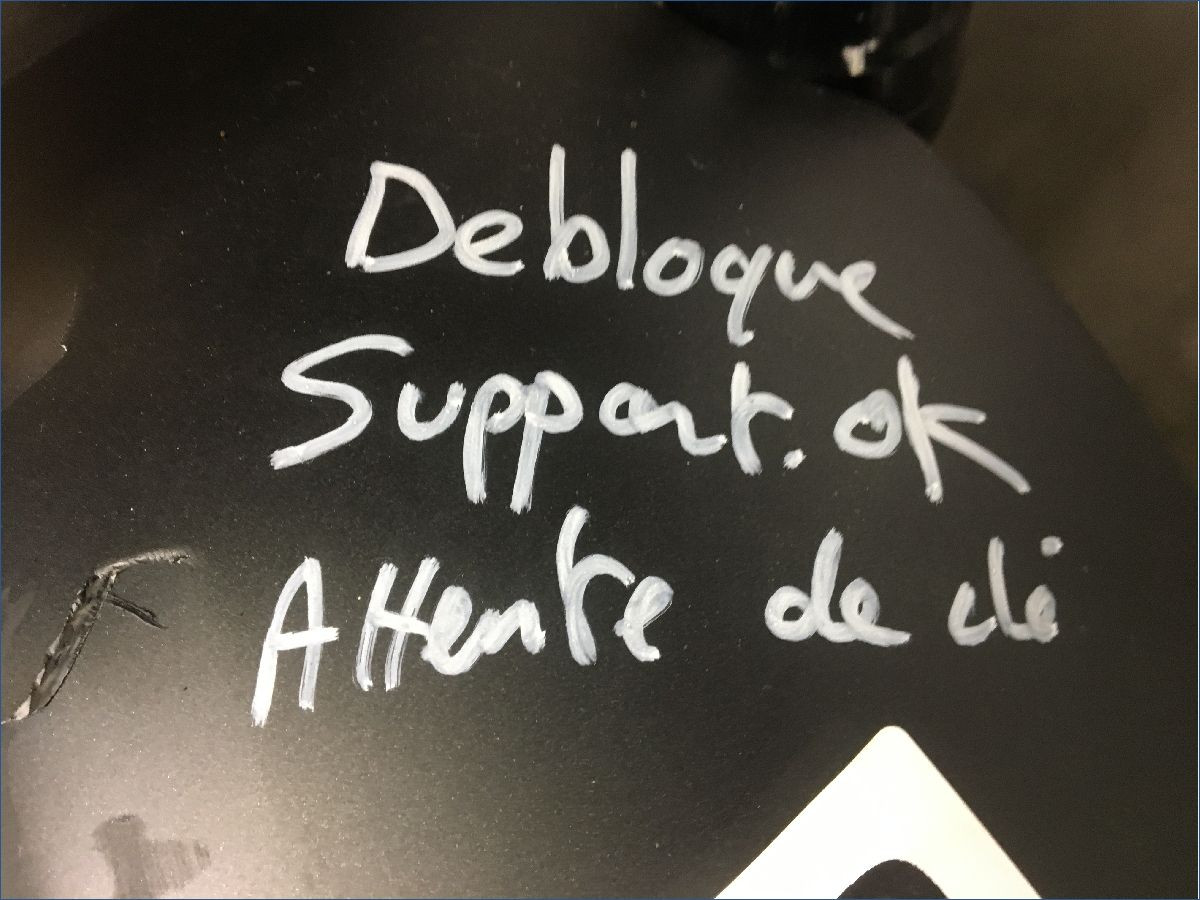 Debloque
Support. ok
Attente de clé